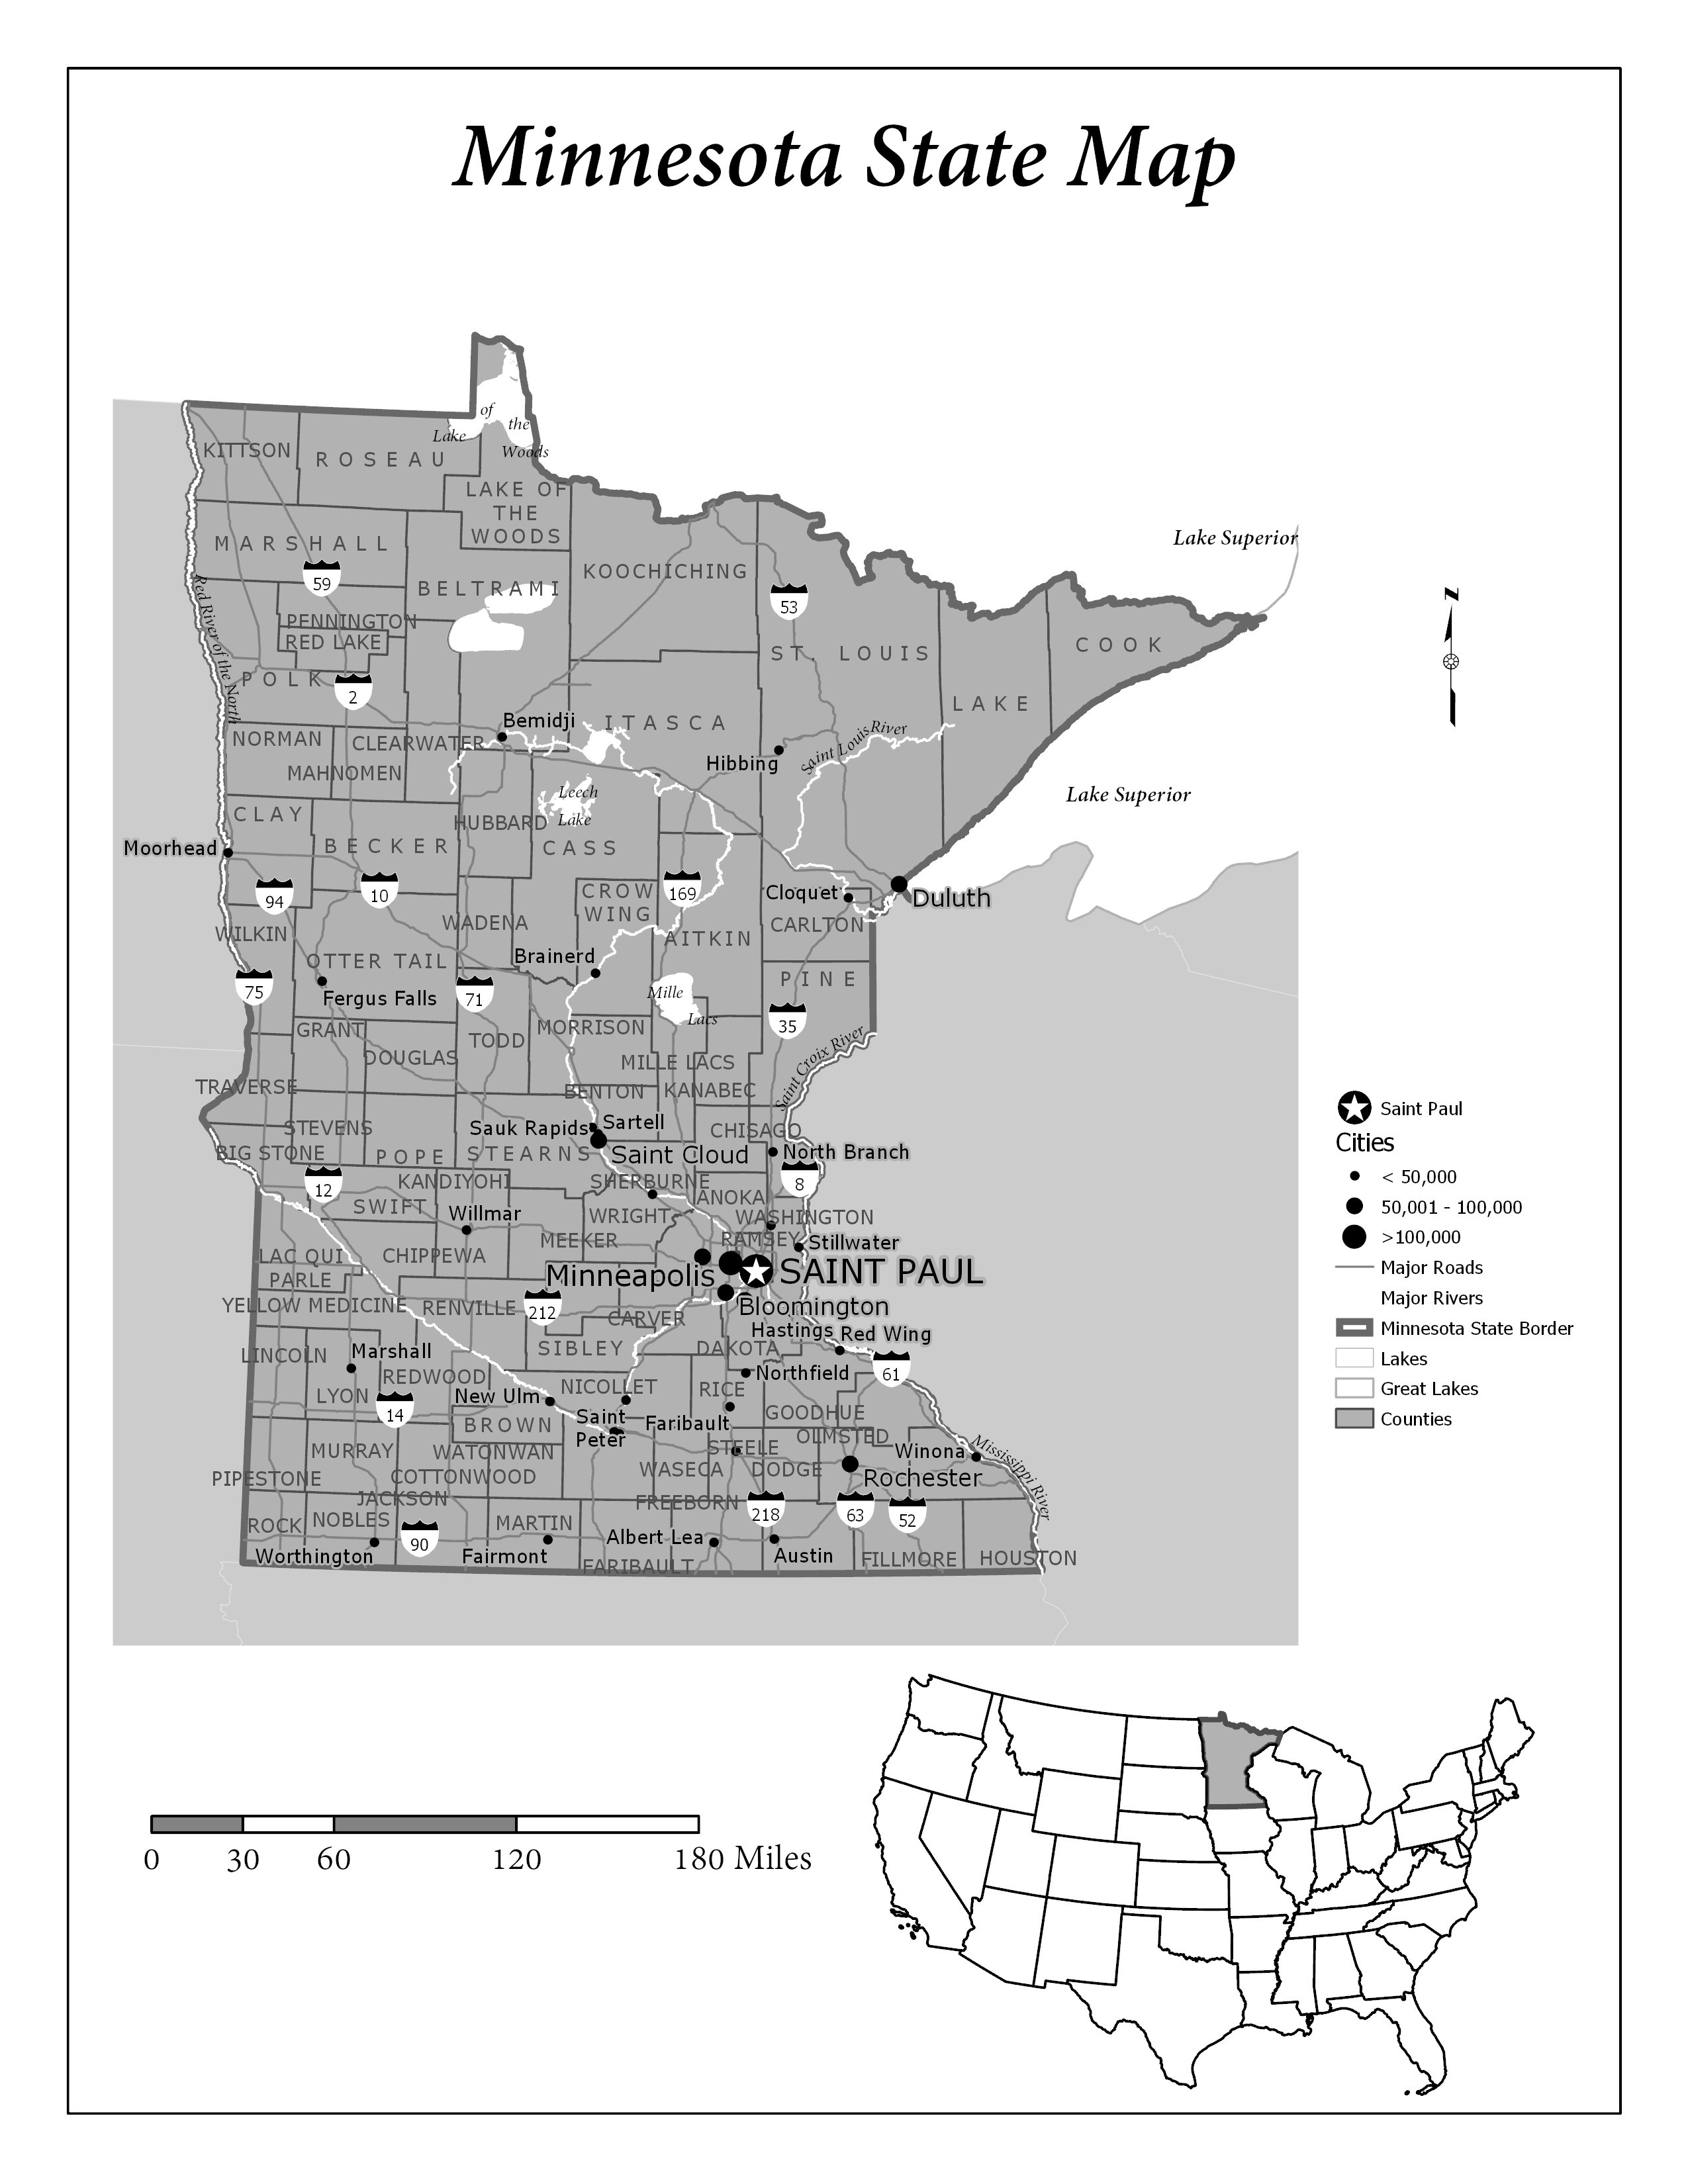 Minnesota State Map
of
the
Lake
Woods
KITTSON
ROSEAU
LAKE OF
THE
WOODS
Lake Superior
MARSHALL
KOOCHICHING
59
BELTRAMI
53
N
Red River of the North
PENNINGTON
RED LAKE
COOK
ST. LOUIS
POLK
2
LAKE
Bemidji
ITASCA
Saint Louis River
NORMAN
CLEARWATER
Hibbing
MAHNOMEN
Leech
Lake
Lake Superior
CLAY
HUBBARD
BECKER
CASS
Moorhead
94
10
CROW
WING
169
Cloquet
Duluth
WADENA
CARLTON
WILKIN
AITKIN
Brainerd
OTTER TAIL
PINE
75
Fergus Falls
71
Mille
Lacs
35
GRANT
MORRISON
TODD
Saint Croix River
DOUGLAS
MILLE LACS
TRAVERSE
BENTON
KANABEC
Sartell
STEVENS
Sauk Rapids
CHISAGO
BIG STONE
POPE
STEARNS
Saint Cloud
North Branch
12
KANDIYOHI
SHERBURNE
8
SWIFT
ANOKA
Willmar
WRIGHT
WASHINGTON
MEEKER
RAMSEY
Stillwater
LAC QUI
PARLE
CHIPPEWA
Minneapolis
SAINT PAUL
YELLOW MEDICINE
RENVILLE
212
Bloomington
CARVER
Hastings
Red Wing
SIBLEY
DAKOTA
LINCOLN
Marshall
61
REDWOOD
Northfield
LYON
New Ulm
NICOLLET
RICE
14
Saint
Peter
Faribault
GOODHUE
BROWN
OLMSTED
MURRAY
WATONWAN
STEELE
Winona
Mississippi River
PIPESTONE
COTTONWOOD
WASECA
DODGE
Rochester
JACKSON
FREEBORN
218
63
52
ROCK
NOBLES
90
MARTIN
Albert Lea
Worthington
Fairmont
FARIBAULT
Austin
FILLMORE
HOUSTON
Saint Paul
Cities
< 50,000
50,001 - 100,000
>100,000
Major Roads
Major Rivers
Minnesota State Border
Lakes
Great Lakes
Counties
0 30 60 120 180 Miles